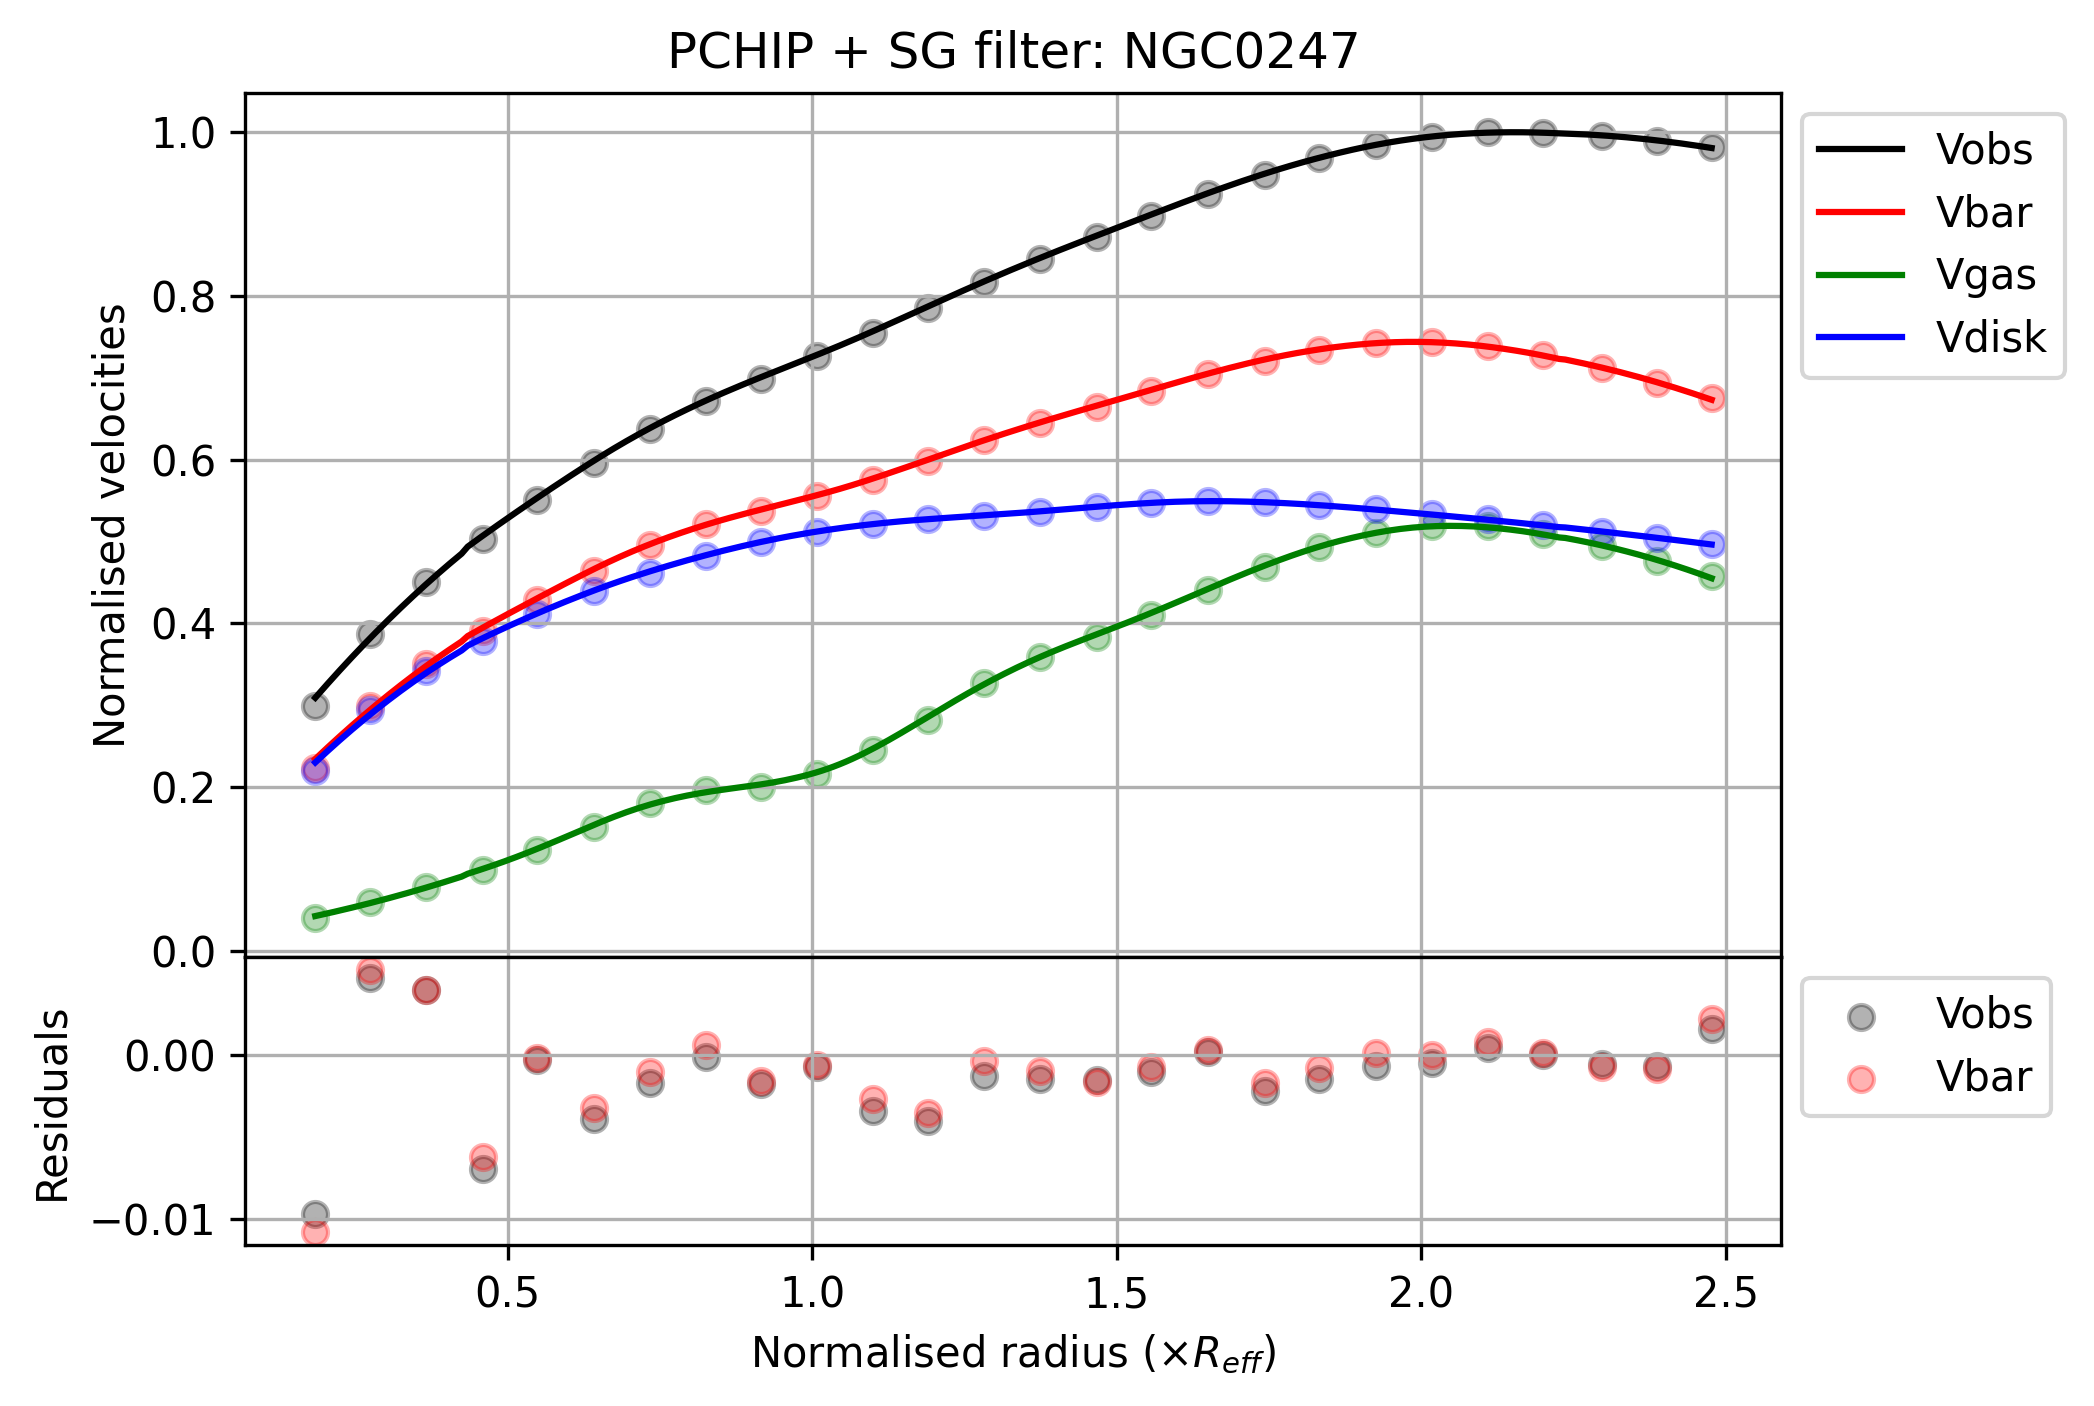 PCHIP + SG filter: NGC0247
Normalised velocities
1.0
0.8
0.6
0.4
0.2
0.0
Vobs
Vbar
Vgas
Vdisk
Residuals
0.00
−0.01
Vobs
Vbar
0.5 1.0 1.5 2.0 2.5
Normalised radius (×R_eff)